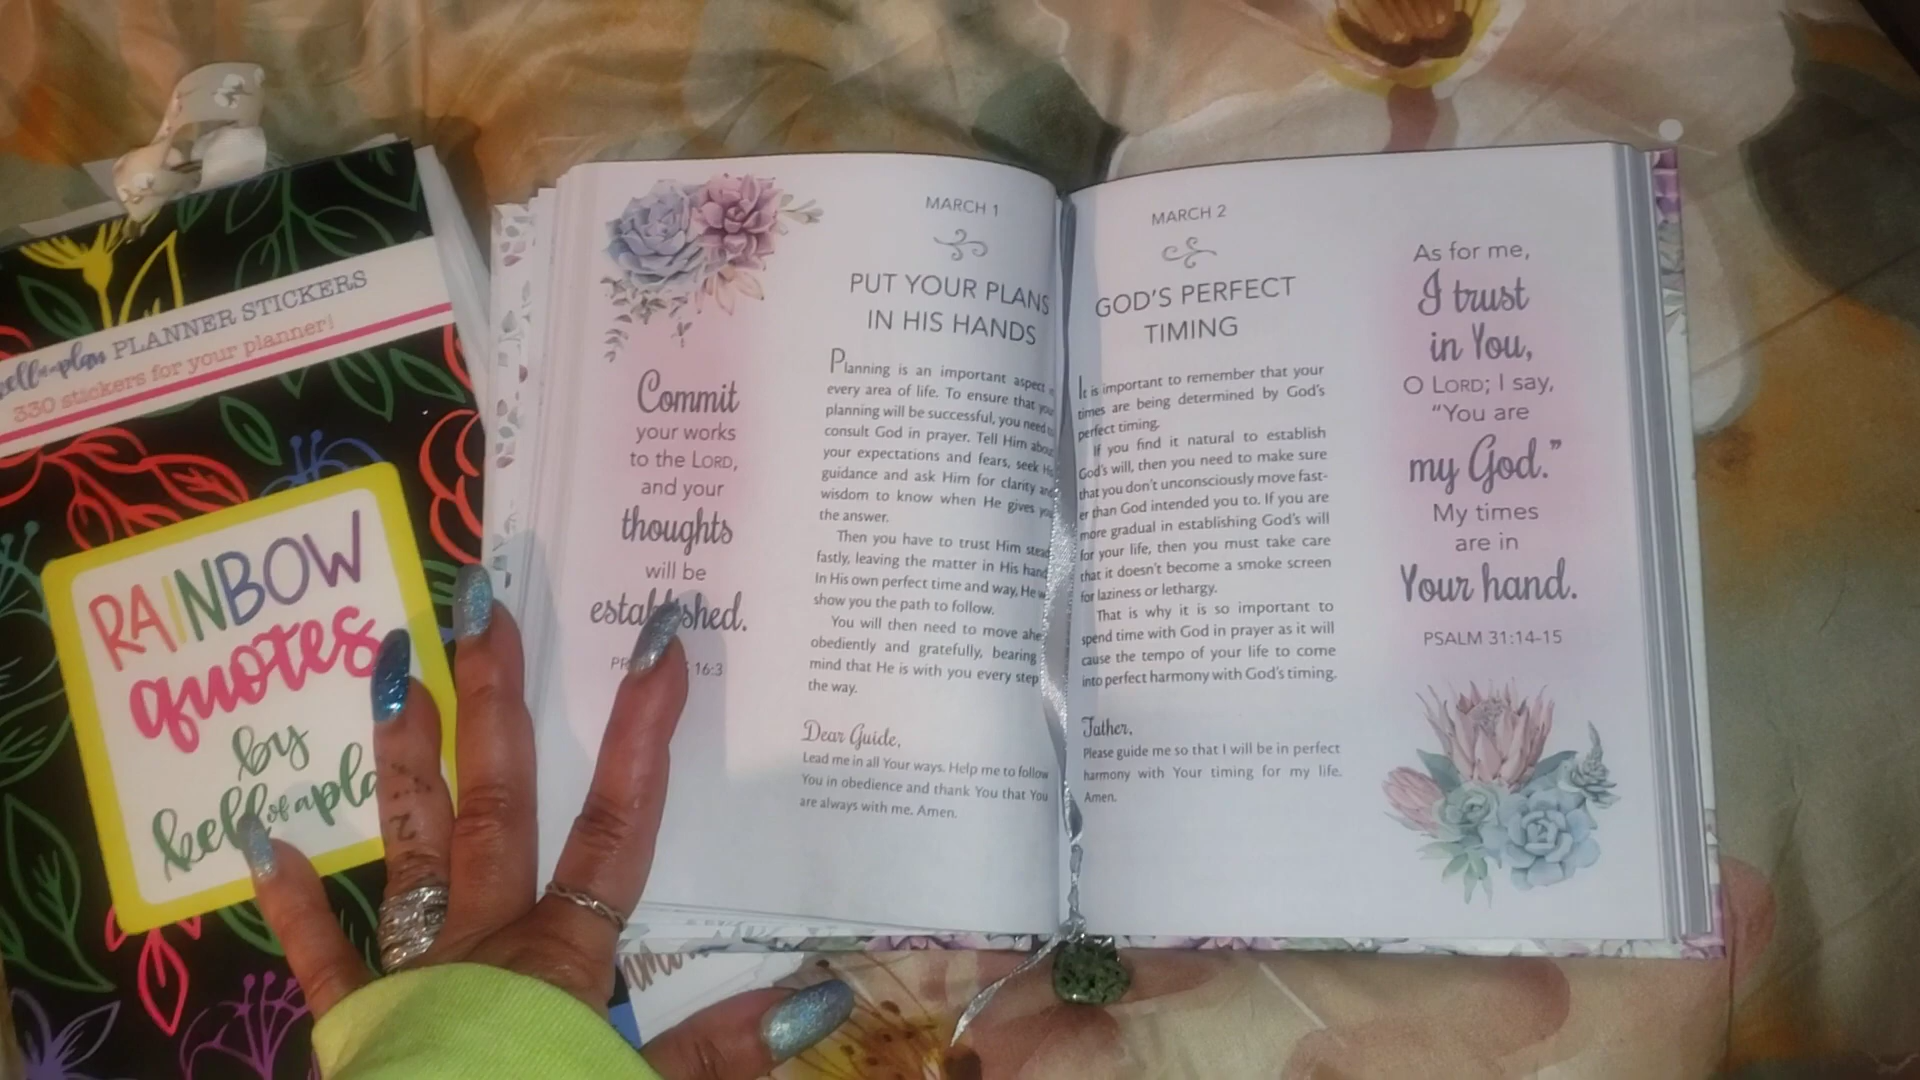 PLANNER STICKERS
330 stickers for your planner!
RAINBOW
quotes
by
bell of a pla
MARCH 1
PUT YOUR PLANS
IN HIS HANDS
Commit
your works
to the LORD,
and your
thoughts
will be
16:3
Planning is an important aspect
every area of life. To ensure that
planning will be successful, you need
consult God in prayer. Tell Him
your expectations and fears, seek
guidance and ask Him for clarity
wisdom to know when He gives
the answer.
Then you have to trust Him
fastly, leaving the matter in His
In His own perfect time and way, He
show you the path to follow.
You will then need to move
obediently and gratefully, bearing
mind that He is with you every step
the way.
Dear Guide,
Lead me in all Your ways. Help me to follow
You in obedience and thank You that You
are always with me. Amen.
MARCH 2
GOD'S PERFECT
TIMING
It is important to remember that your
times are being determined by God's
perfect timing.
If you find it natural to establish
God's will, then you need to make sure
that you don't unconsciously move fast-
er than God intended you to. If you are
more gradual in establishing God's will
for your life, then you must take care
that it doesn't become a smoke screen
for laziness or lethargy.
That is why it is so important to
spend time with God in prayer as it will
cause the tempo of your life to come
into perfect harmony with God's timing.
Father,
Please guide me so that I will be in perfect
harmony with Your timing for my life.
Amen.
As for me,
I trust
in You,
O LORD; I say,
"You are
my God."
My times
are in
Your hand.
PSALM 31:14-15